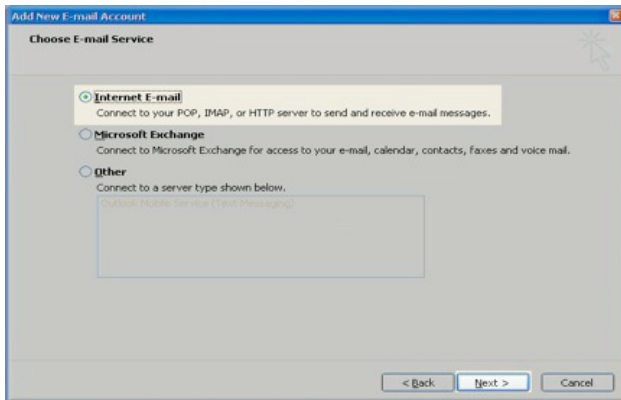 Add New E-mail Account
Choose E-mail Service
Internet E-mail
Connect to your POP, IMAP, or HTTP server to send and receive e-mail messages.
Microsoft Exchange
Connect to Microsoft Exchange for access to your e-mail, calendar, contacts, faxes and voice mail.
Other
Connect to a server type shown below.
Outlook Mobile Service (Text Messaging)
< Back Next > Cancel